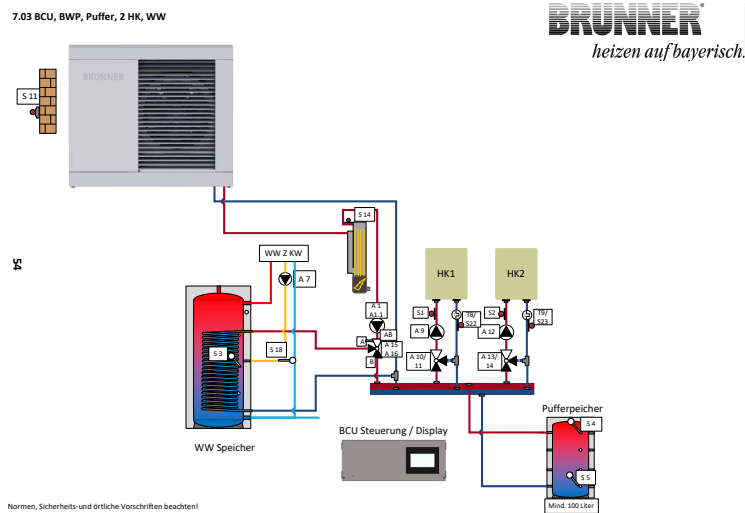 7.03 BCU, BWP, Puffer, 2 HK, WW
BRUNNER
heizen auf bayerisch.
BRUNNER
S 11
54
S 14
WW Z KW
A 7
HK1
HK2
A 1
A1.1
S1
T8/
S22
S2
T9/
S23
A 9
A 12
AB
A
A 15
A 16
B
A 10/
11
A 13/
14
S 3
S 18
WW Speicher
BCU Steuerung / Display
Pufferpeicher
S 4
S 5
Mind. 100 Liter
Normen, Sicherheits-und örtliche Vorschriften beachten!